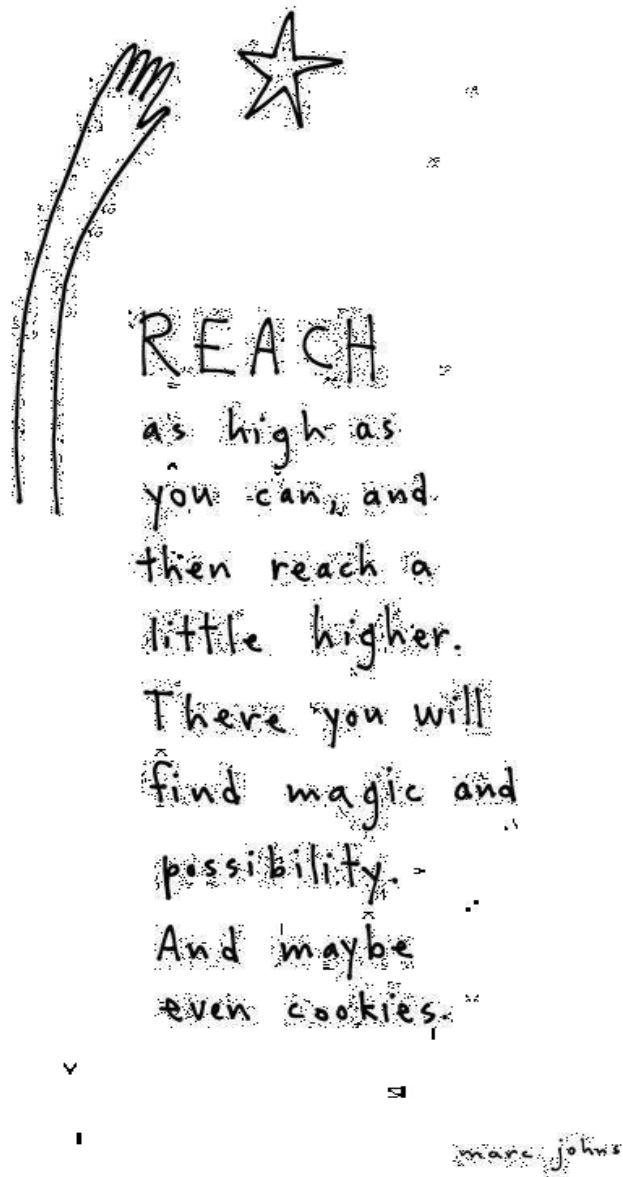 REACH
as high as
you can, and
then reach a
little higher.
There you will
find magic and
possibility.
And maybe
even cookies.
marc johns